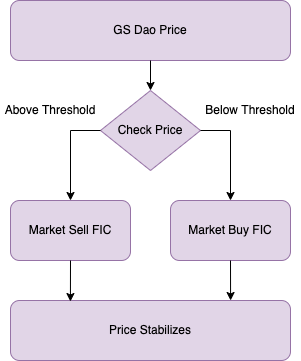 GS Dao Price
Above Threshold
Below Threshold
Check Price
Market Sell FIC
Market Buy FIC
Price Stabilizes